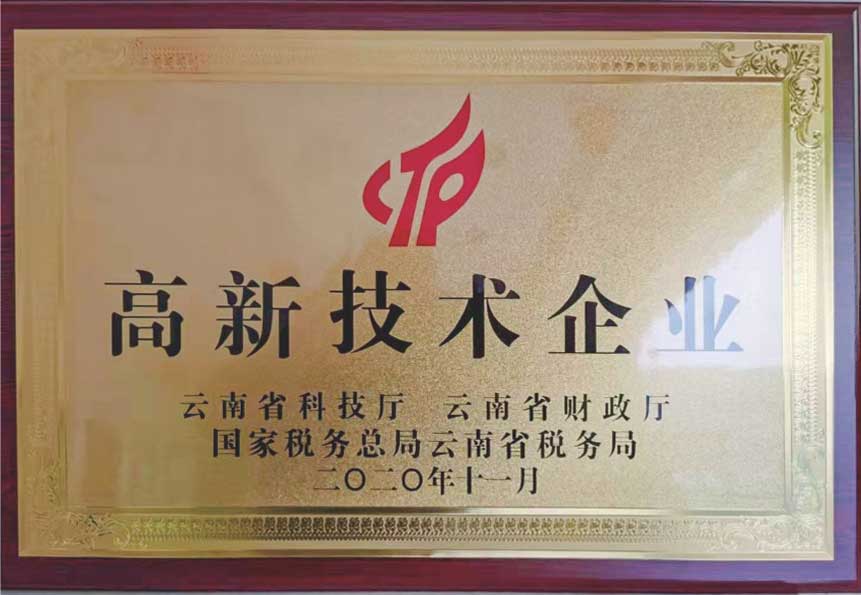 高新技术企业
云南省科技厅 云南省财政厅
国家税务总局云南省税务局
二〇二〇年十一月